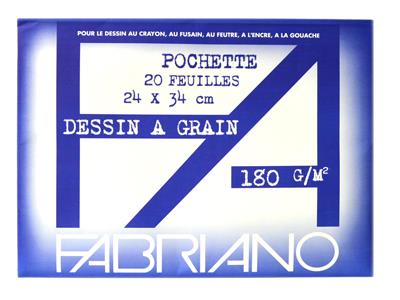 POUR LE DESSIN AU CRAYON, AU FUSAIN, AU FEUTRE, A L'ENCRE, A LA GOUACHE
POCHETTE
20 FEUILLES
24 X 34 cm
DESSIN A GRAIN
180 G/M²
FABRIANO